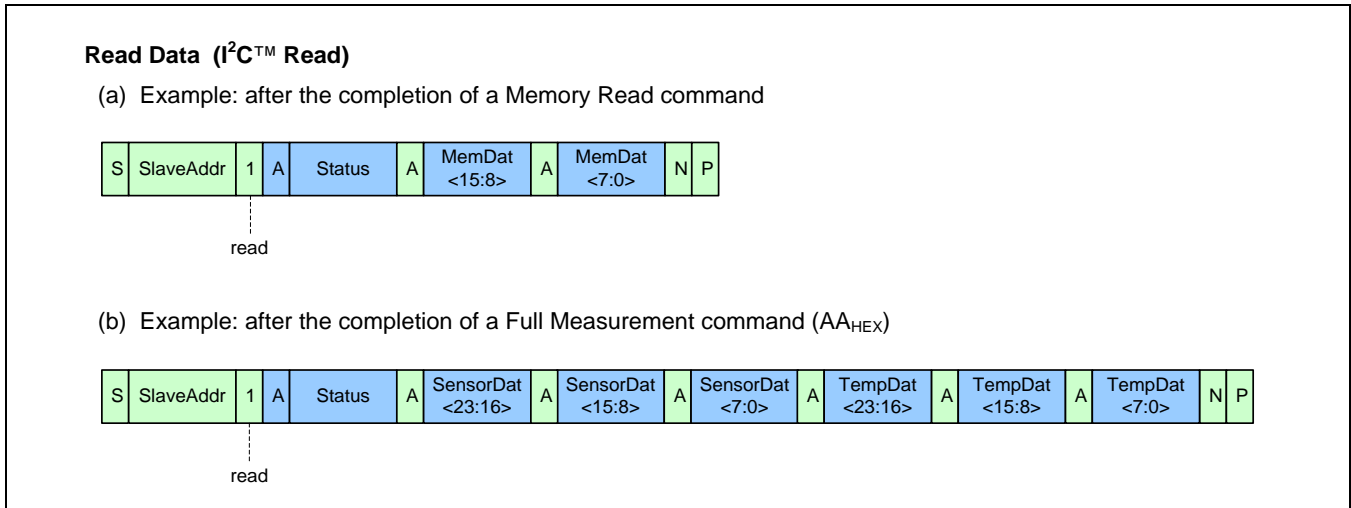 Read Data (I²C™ Read)
(a) Example: after the completion of a Memory Read command
S SlaveAddr 1 A Status A MemDat <15:8> A MemDat <7:0> N P
read
(b) Example: after the completion of a Full Measurement command (AA_HEX)
S SlaveAddr 1 A Status A SensorDat <23:16> A SensorDat <15:8> A SensorDat <7:0> A TempDat <23:16> A TempDat <15:8> A TempDat <7:0> N P
read